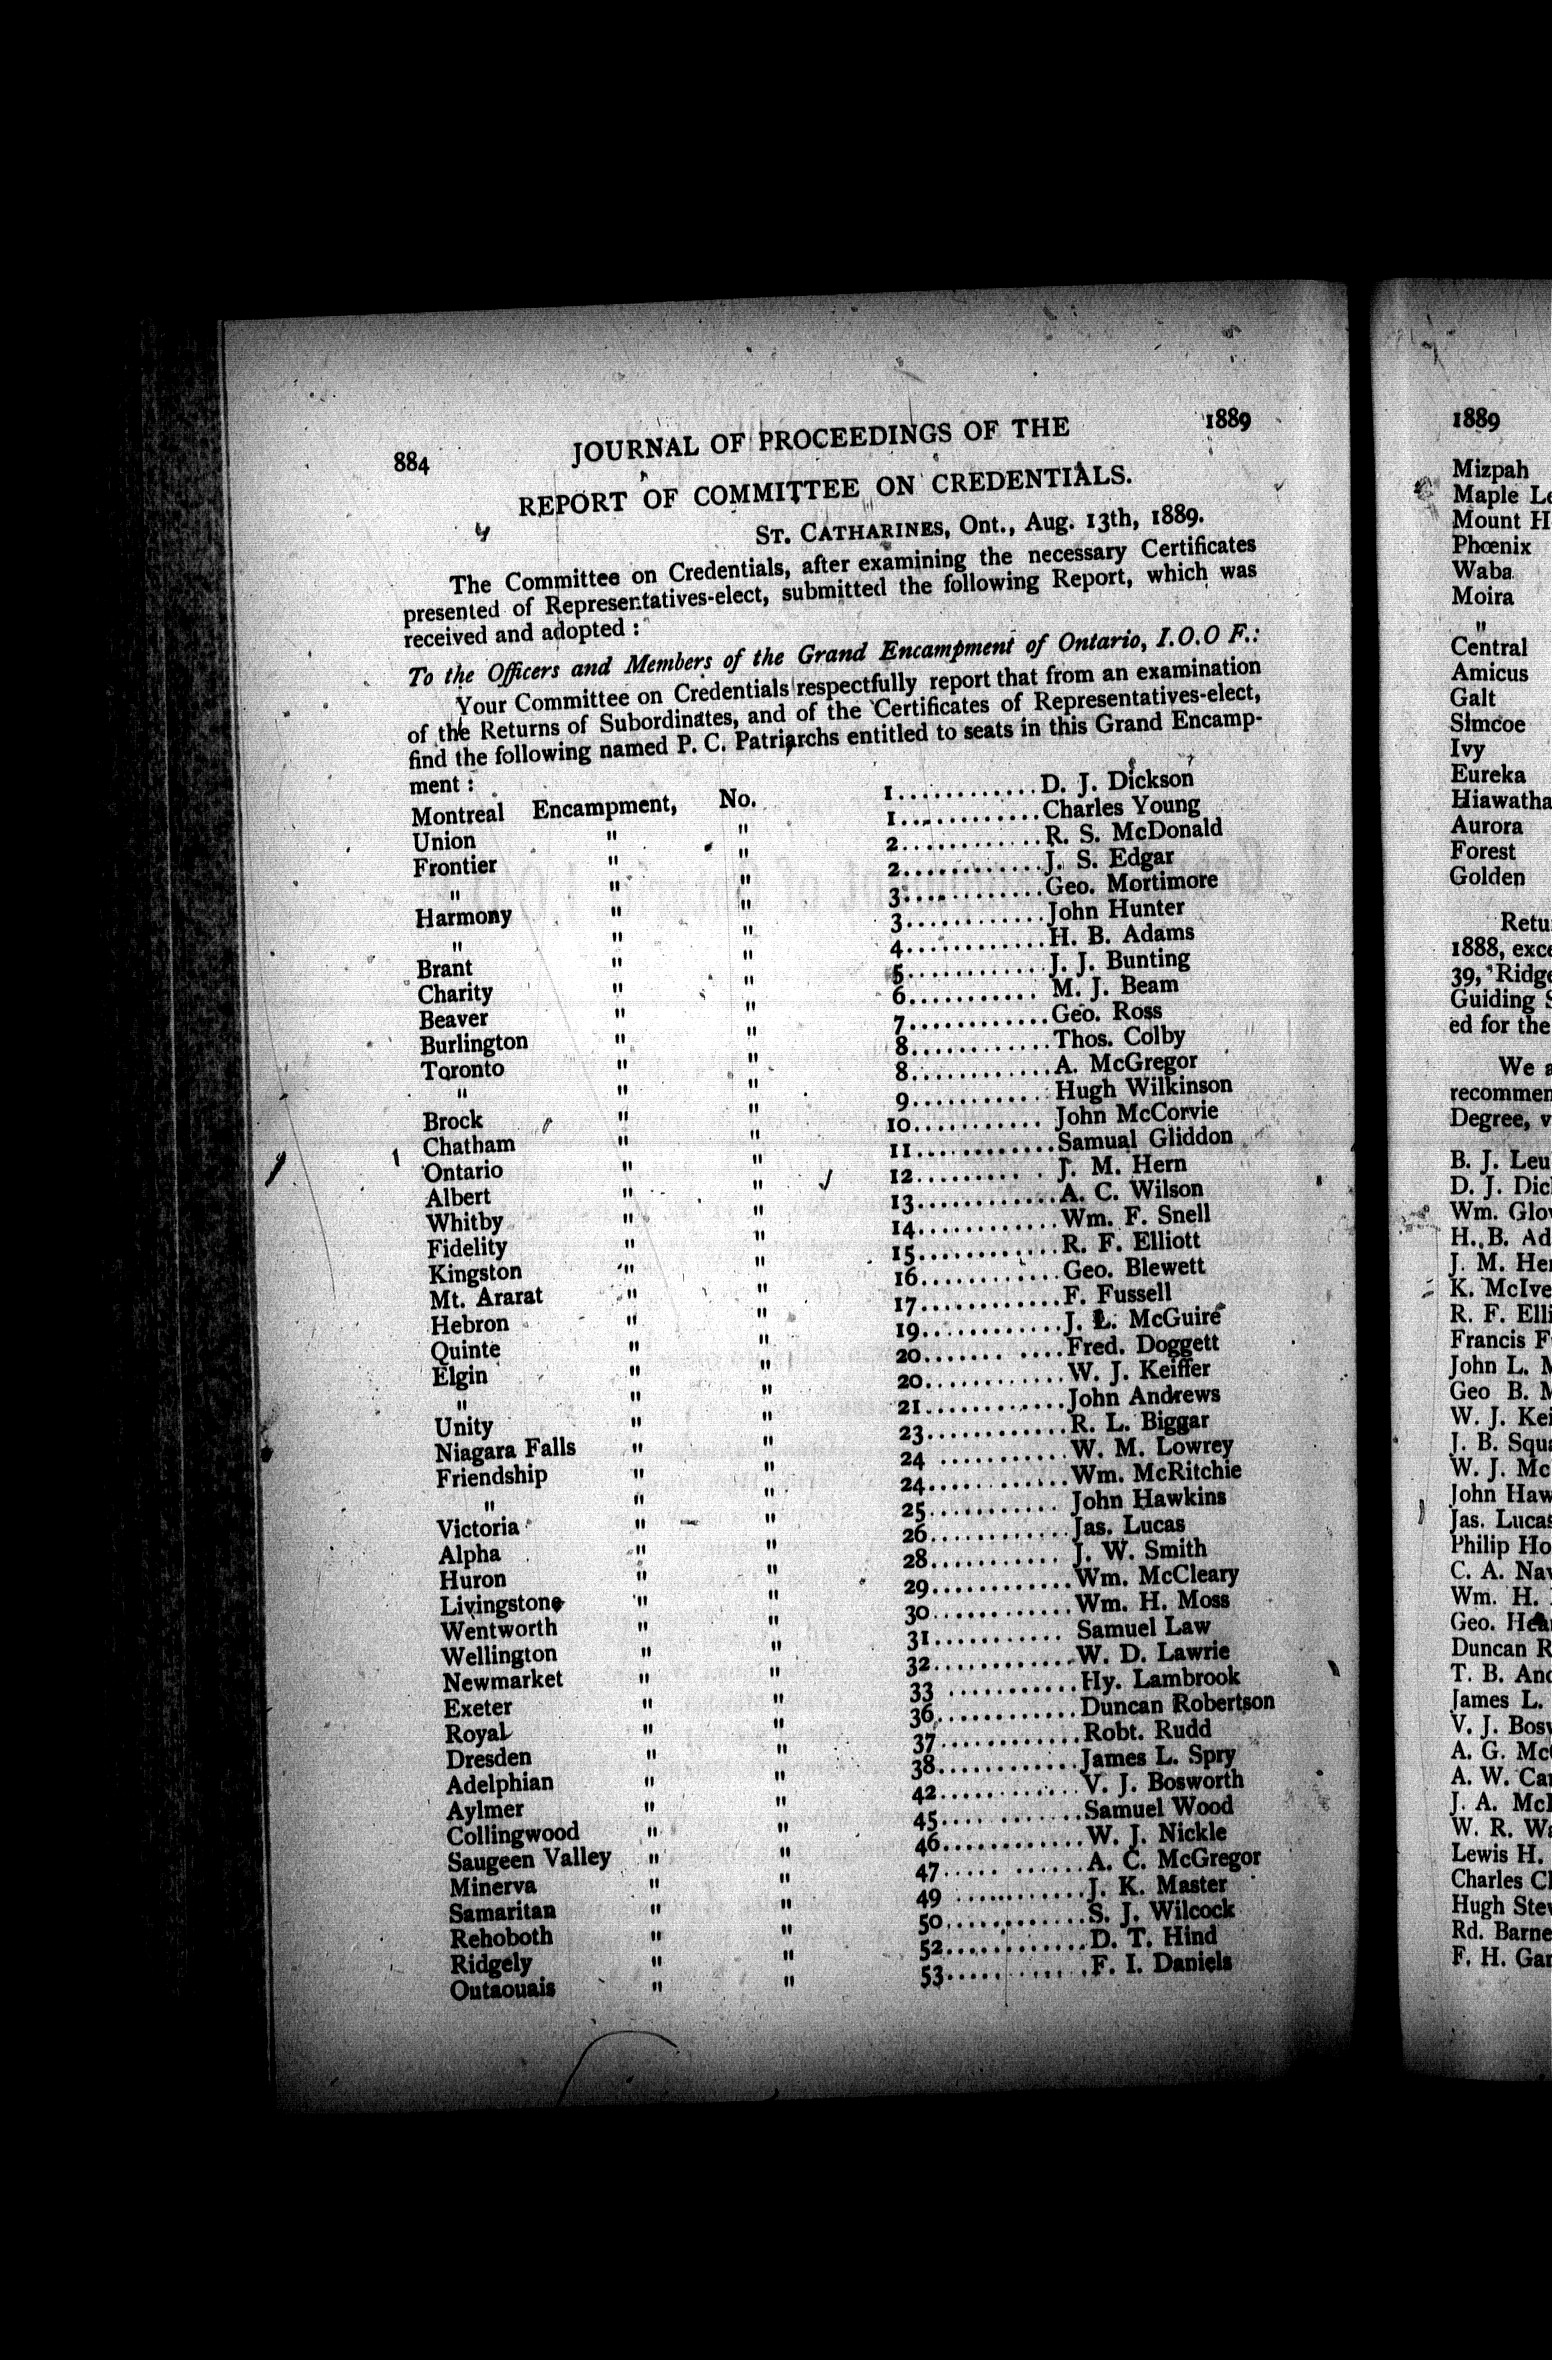 884 JOURNAL OF PROCEEDINGS OF THE 1889
REPORT OF COMMITTEE ON CREDENTIALS.
ST. CATHARINES, Ont., Aug. 13th, 1889.
The Committee on Credentials, after examining the necessary Certificates
presented of Representatives-elect, submitted the following Report, which was
received and adopted :
To the Officers and Members of the Grand Encampment of Ontario, I.O.O F.:
Your Committee on Credentials respectfully report that from an examination
of the Returns of Subordinates, and of the Certificates of Representatives-elect,
find the following named P. C. Patriarchs entitled to seats in this Grand Encamp-
ment :
Montreal Encampment, No. 1............D. J. Dickson
Union " " 1............Charles Young
Frontier " " 2............R. S. McDonald
" " " 2............J. S. Edgar
Harmony " " 3............Geo. Mortimore
" " " 3............John Hunter
Brant " " 4............H. B. Adams
Charity " " 5............J. J. Bunting
Beaver " " 6........... M. J. Beam
Burlington " " 7............Geo. Ross
Toronto " " 8............Thos. Colby
" " " 8............A. McGregor
Brock " " 9............Hugh Wilkinson
Chatham " " 10........... John McCorvie
Ontario " " 11............Samual Gliddon
Albert " " 12......... . J. M. Hern
Whitby " " 13............A. C. Wilson
Fidelity " " 14............Wm. F. Snell
Kingston " " 15............R. F. Elliott
Mt. Ararat " " 16............Geo. Blewett
Hebron " " 17............F. Fussell
Quinte " " 19............J. L. McGuire
Elgin " " 20....... ....Fred. Doggett
" " " 20............W. J. Keiffer
Unity " " 21............John Andrews
Niagara Falls " " 23............R. L. Biggar
Friendship " " 24 ...........W. M. Lowrey
" " " 24............Wm. McRitchie
Victoria " " 25........... John Hawkins
Alpha " " 26............Jas. Lucas
Huron " " 28........... J. W. Smith
Livingstone " " 29............Wm. McCleary
Wentworth " " 30............Wm. H. Moss
Wellington " " 31........... Samuel Law
Newmarket " " 32............W. D. Lawrie
Exeter " " 33 ...........Hy. Lambrook
Royal " " 36............Duncan Robertson
Dresden " " 37............Robt. Rudd
Adelphian " " 38............James L. Spry
Aylmer " " 42............V. J. Bosworth
Collingwood " " 45.... .......Samuel Wood
Saugeen Valley " " 46............W. J. Nickle
Minerva " " 47..... ......A. C. McGregor
Samaritan " " 49 ...........J. K. Master
Rehoboth " " 50............S. J. Wilcock
Ridgely " " 52............D. T. Hind
Outaouais " " 53............F. I. Daniels
1889
Mizpah
Maple
Mount
Phœnix
Waba
Moira
"
Central
Amicus
Galt
Simcoe
Ivy
Eureka
Hiawatha
Aurora
Forest
Golden
1888,
39, Ridge
Guiding
ed for the
We
Degree,
B. J.
D. J.
Wm.
H. B.
J. M.
K.
R. F.
Francis
John L.
Geo B.
W. J.
J. B.
W. J.
John
Jas. Lucas
Philip
C. A.
Wm. H.
Geo.
Duncan
T. B.
James L.
V. J.
A. G.
A. W.
J. A.
W. R.
Lewis H.
Charles
Hugh
Rd.
F. H.